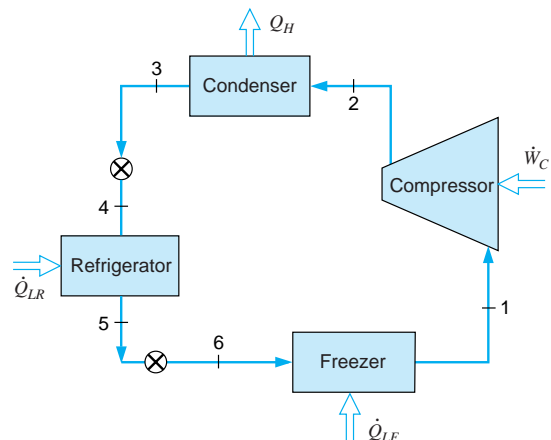 Q_H
3
2
Condenser
Ẇ_C
Compressor
4
Refrigerator
Q̇_LR
5
6
1
Freezer
Q̇_LF